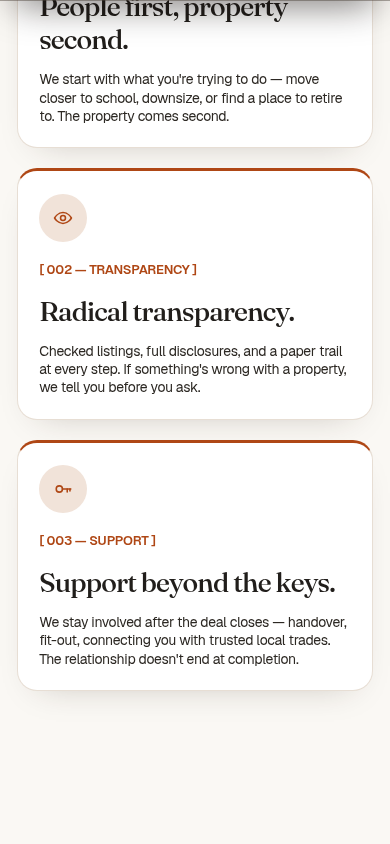 People first, property
second.
We start with what you're trying to do — move
closer to school, downsize, or find a place to retire
to. The property comes second.
[ 002 — TRANSPARENCY ]
Radical transparency.
Checked listings, full disclosures, and a paper trail
at every step. If something's wrong with a property,
we tell you before you ask.
[ 003 — SUPPORT ]
Support beyond the keys.
We stay involved after the deal closes — handover,
fit-out, connecting you with trusted local trades.
The relationship doesn't end at completion.